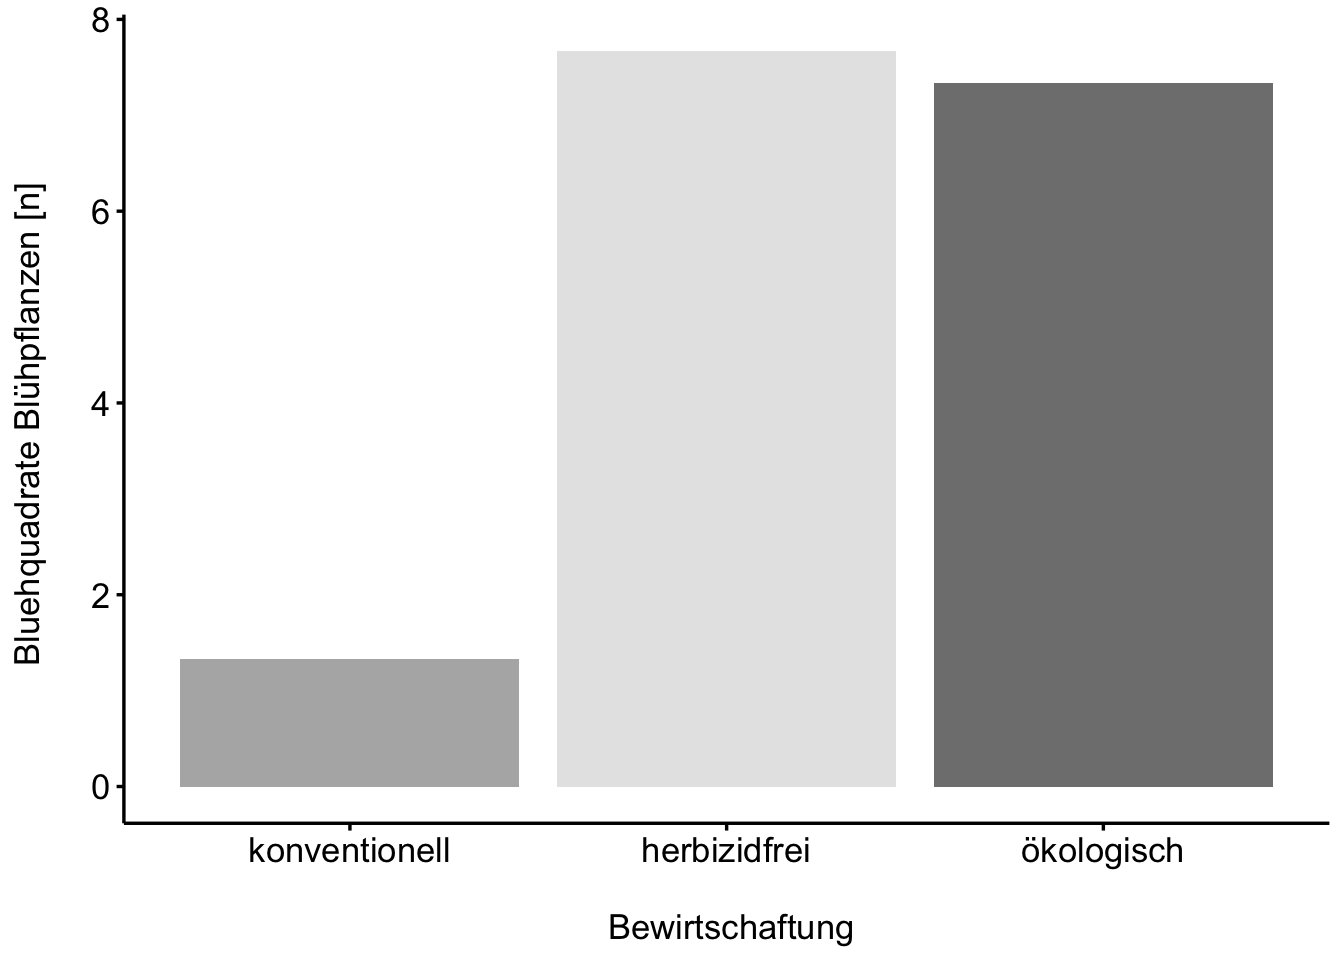 Bluehquadrate Blühpflanzen [n]
8
6
4
2
0
konventionell herbizidfrei ökologisch
Bewirtschaftung